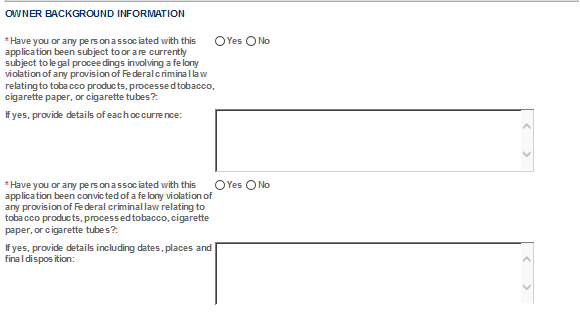 OWNER BACKGROUND INFORMATION
* Have you or any person associated with this
application been subject to or are currently
subject to legal proceedings involving a felony
violation of any provision of Federal criminal law
relating to tobacco products, processed tobacco,
cigarette paper, or cigarette tubes?:
Yes No
If yes, provide details of each occurrence:
* Have you or any person associated with this
application been convicted of a felony violation of
any provision of Federal criminal law relating to
tobacco products, processed tobacco, cigarette
paper, or cigarette tubes?:
Yes No
If yes, provide details including dates, places and
final disposition: